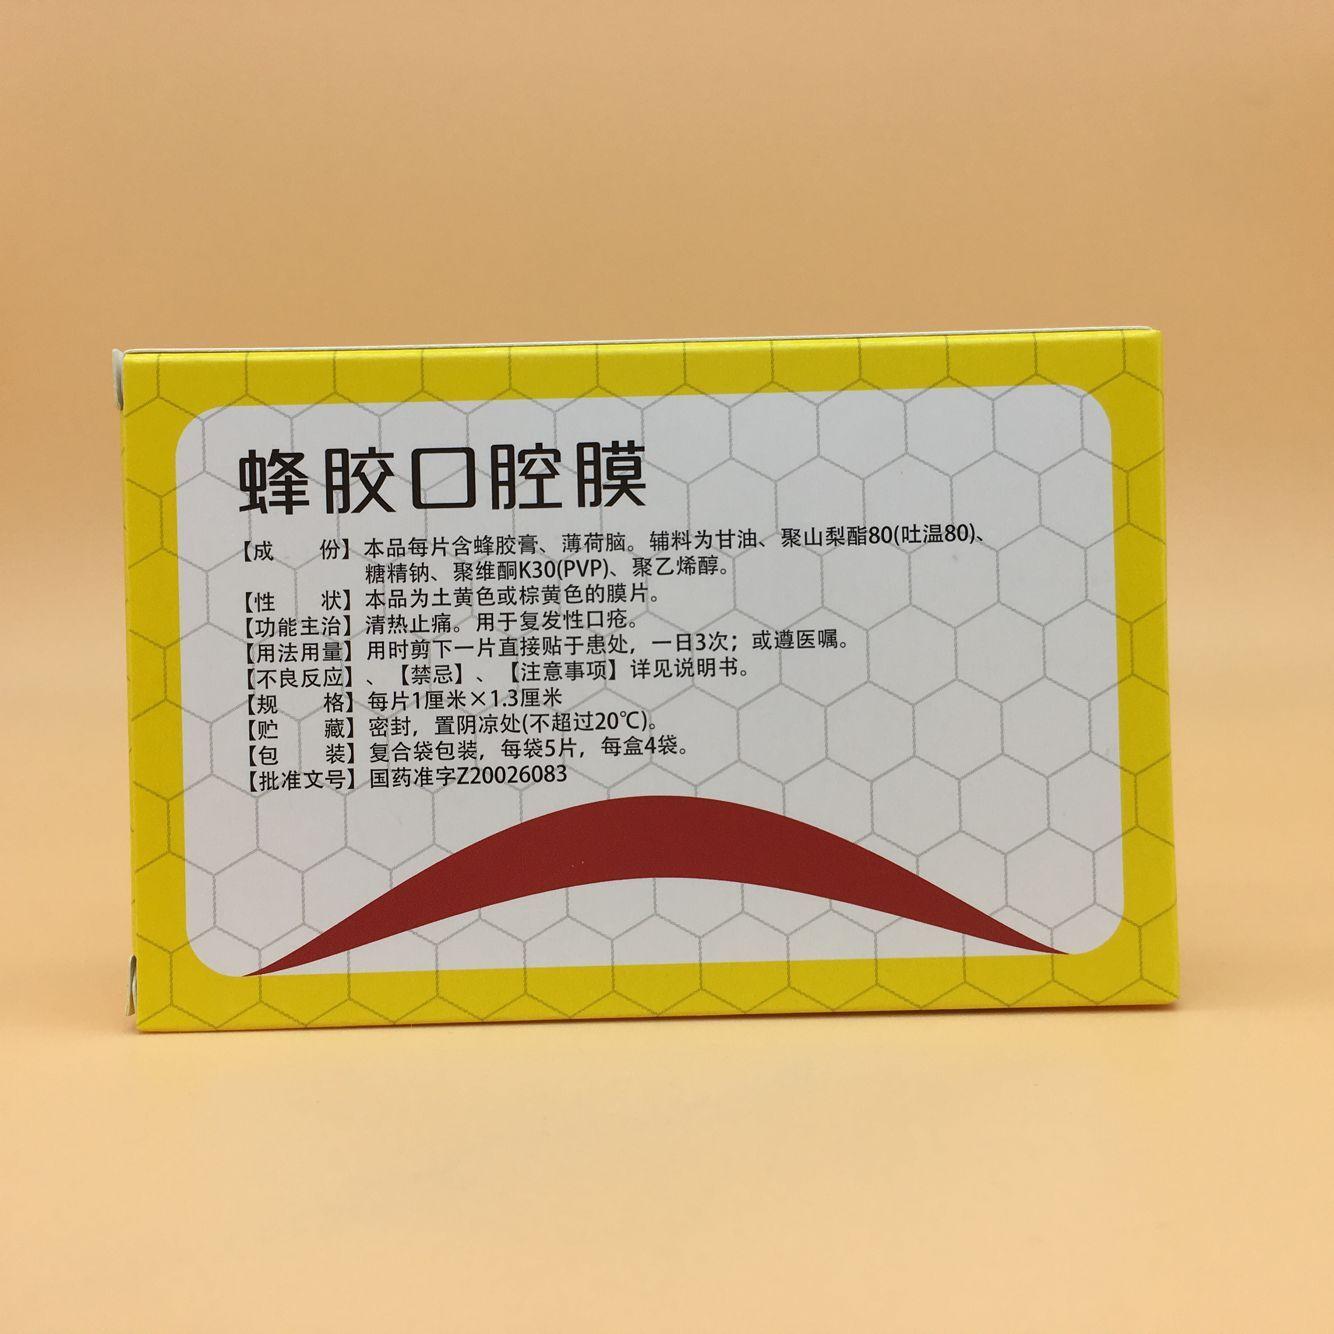 蜂胶口腔膜
【成　　份】本品每片含蜂胶膏、薄荷脑。辅料为甘油、聚山梨酯80(吐温80)、
糖精钠、聚维酮K30(PVP)、聚乙烯醇。
【性　　状】本品为土黄色或棕黄色的膜片。
【功能主治】清热止痛。用于复发性口疮。
【用法用量】用时剪下一片直接贴于患处，一日3次；或遵医嘱。
【不良反应】、【禁忌】、【注意事项】详见说明书。
【规　　格】每片1厘米×1.3厘米
【贮　　藏】密封，置阴凉处(不超过20℃)。
【包　　装】复合袋包装，每袋5片，每盒4袋。
【批准文号】国药准字Z20026083